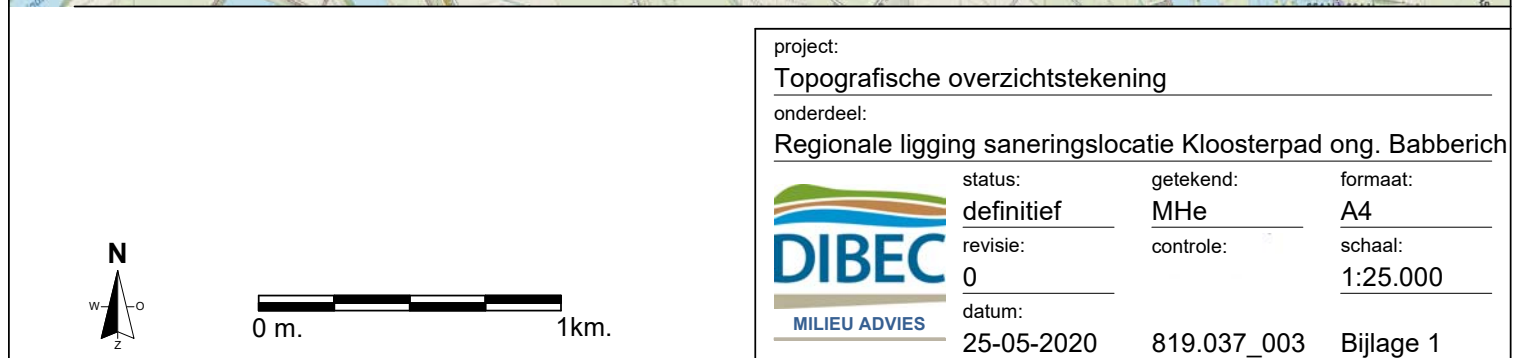 project:
Topografische overzichtstekening
onderdeel:
Regionale ligging saneringslocatie Kloosterpad ong. Babberich
status: getekend: formaat:
definitief MHe A4
revisie: controle: schaal:
0 1:25.000
datum:
25-05-2020 819.037_003 Bijlage 1
DIBEC
MILIEU ADVIES
N
W O
Z
0 m. 1km.